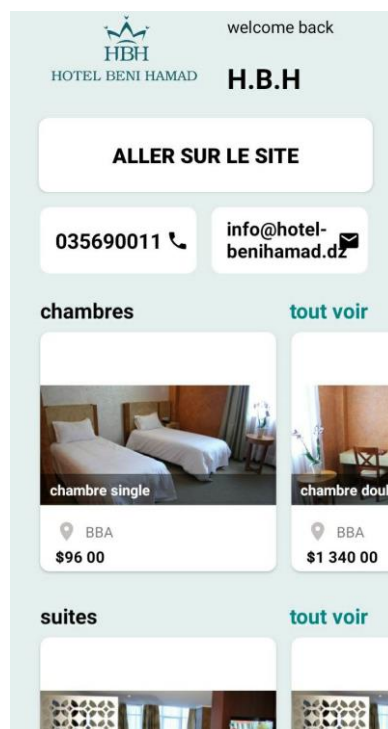 welcome back
HBH
HOTEL BENI HAMAD
H.B.H
ALLER SUR LE SITE
035690011
info@hotel-
benihamad.dz
chambres
tout voir
chambre single
BBA
$96 00
chambre doul
BBA
$1 340 00
suites
tout voir